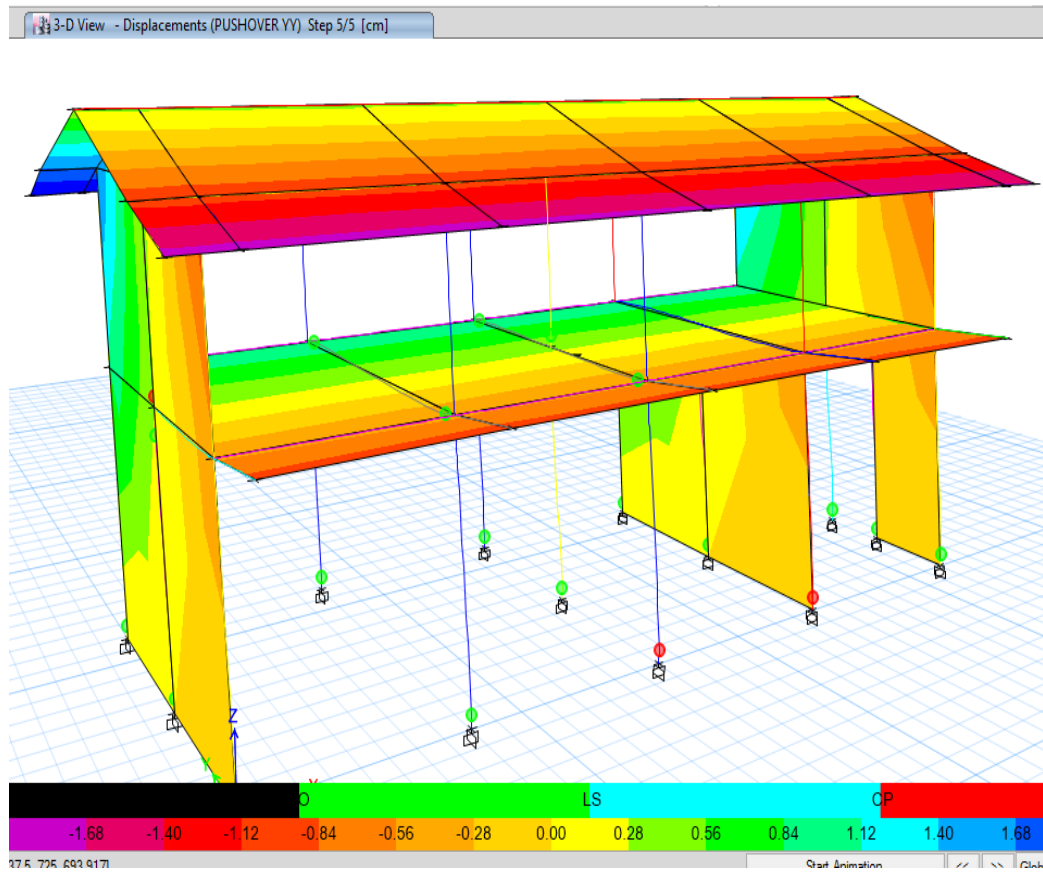 3-D View - Displacements (PUSHOVER YY) Step 5/5 [cm]
Z
Y
IO LS CP
-1.68 -1.40 -1.12 -0.84 -0.56 -0.28 0.00 0.28 0.56 0.84 1.12 1.40 1.68
Start Animation << >>